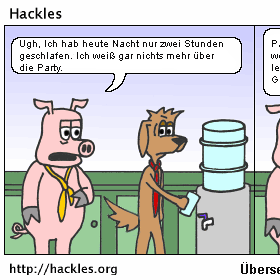 Hackles
Ugh, Ich hab heute Nacht nur zwei Stunden
geschlafen. Ich weiß gar nichts mehr über
die Party.
http://hackles.org